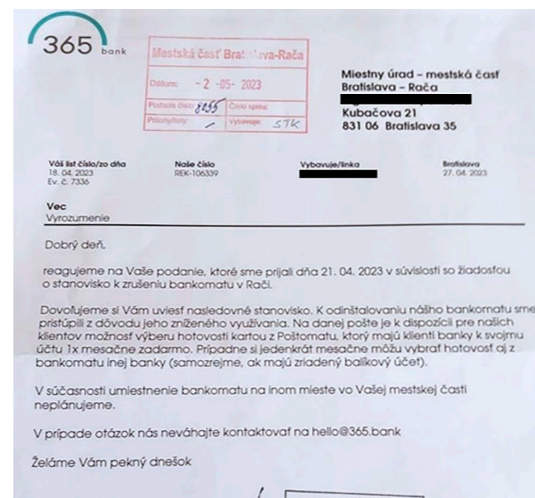 365 bank
Mestská časť Bratislava-Rača
Dátum: - 2 -05- 2023
Podacie číslo: 8255 Číslo spisu:
Prílohy/listy: Vybavuje: STK
Miestny úrad – mestská časť
Bratislava – Rača
Kubačova 21
831 06 Bratislava 35
Váš list číslo/zo dňa Naše číslo Vybavuje/linka Bratislava
18. 04. 2023 REK-106339 27. 04. 2023
Ev. č. 7336
Vec
Vyrozumenie
Dobrý deň,
reagujeme na Vaše podanie, ktoré sme prijali dňa 21. 04. 2023 v súvislosti so žiadosťou
o stanovisko k zrušeniu bankomatu v Rači.
Dovoľujeme si Vám uviesť nasledovné stanovisko. K odinštalovaniu nášho bankomatu sme
pristúpili z dôvodu jeho zníženého využívania. Na danej pošte je k dispozícii pre našich
klientov možnosť výberu hotovosti kartou z Poštomatu, ktorý majú klienti banky k svojmu
účtu 1x mesačne zadarmo. Prípadne si jedenkrát mesačne môžu vybrať hotovosť aj z
bankomatu inej banky (samozrejme, ak majú zriadený balíkový účet).
V súčasnosti umiestnenie bankomatu na inom mieste vo Vašej mestskej časti
neplánujeme.
V prípade otázok nás neváhajte kontaktovať na hello@365.bank
Želáme Vám pekný dnešok